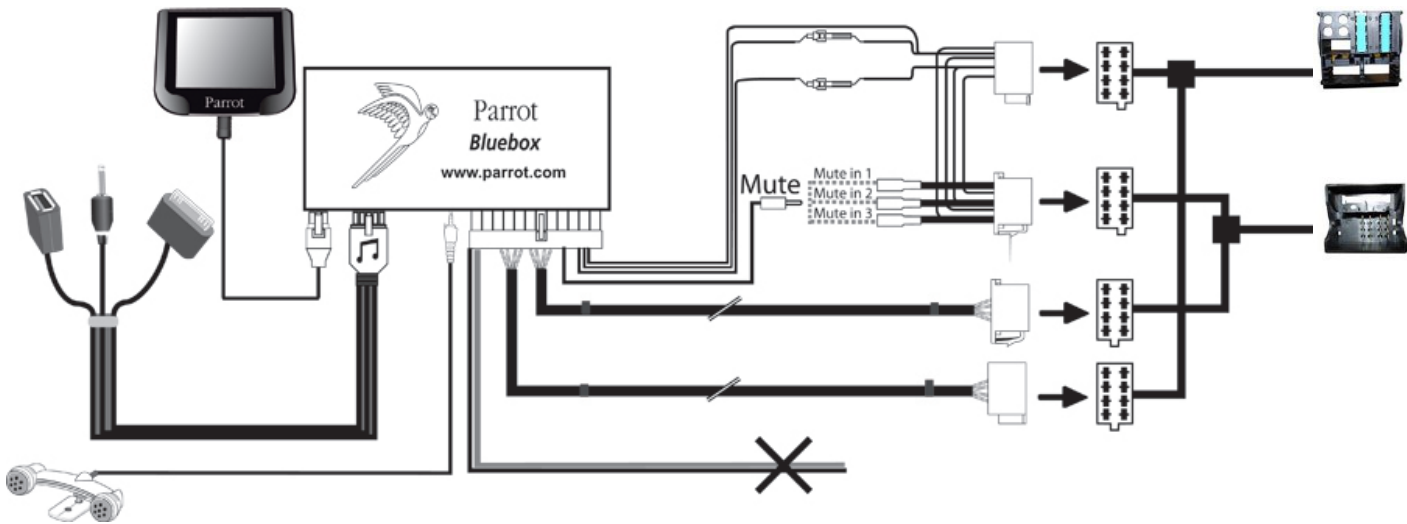 Parrot
Parrot
Bluebox
www.parrot.com
Mute
Mute in 1
Mute in 2
Mute in 3